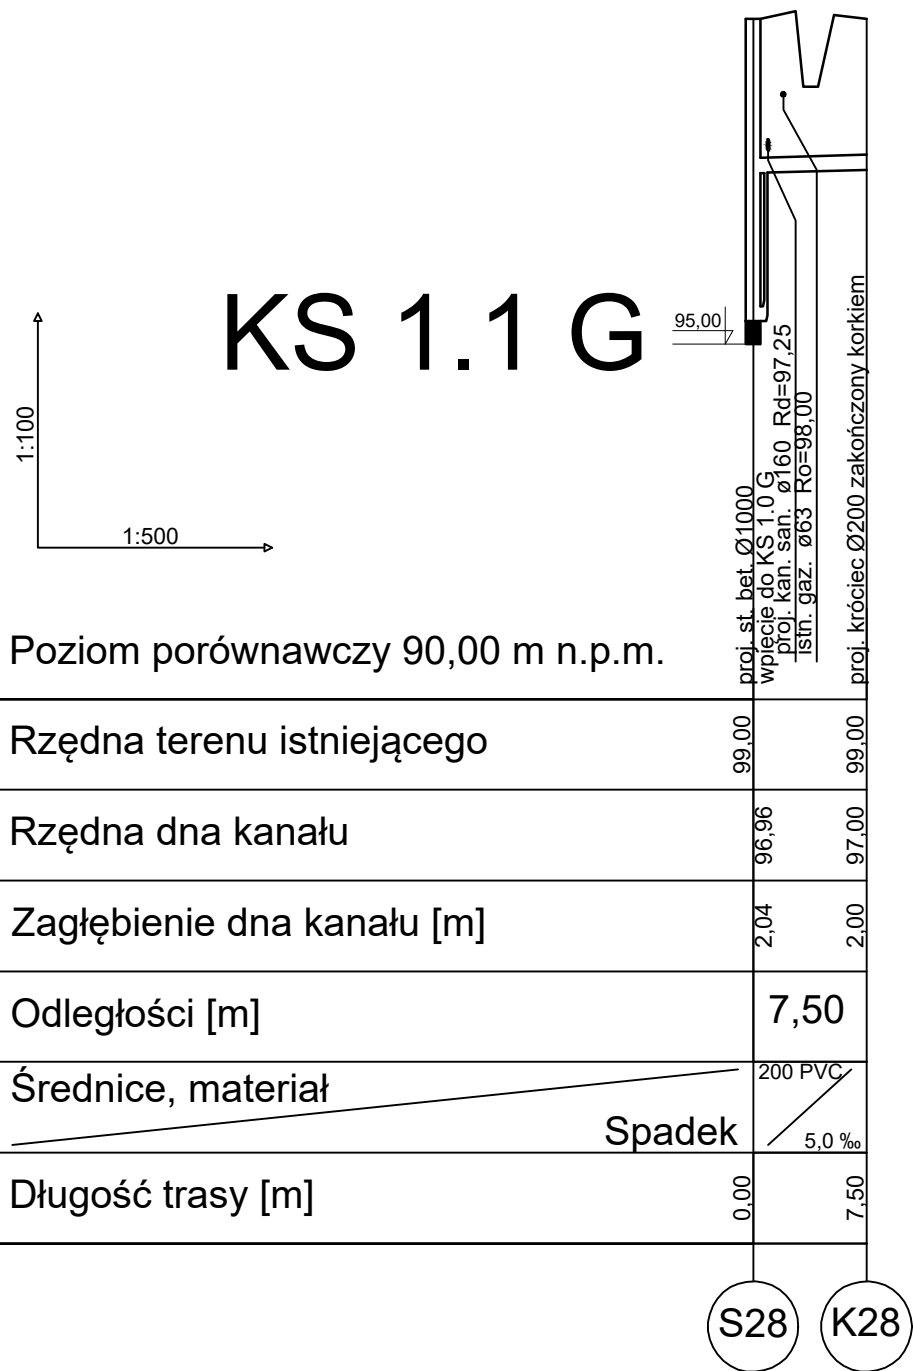 KS 1.1 G
95,00
1:100
1:500
proj. st. bet. Ø1000
wpięcie do KS 1.0 G
proj. kan. san. ø160 Rd=97,25
istn. gaz. ø63 Ro=98,00
proj. króciec Ø200 zakończony korkiem
Poziom porównawczy 90,00 m n.p.m.
Rzędna terenu istniejącego
99,00
99,00
Rzędna dna kanału
96,96
97,00
Zagłębienie dna kanału [m]
2,04
2,00
Odległości [m]
7,50
Średnice, materiał
200 PVC
Spadek
5,0 ‰
Długość trasy [m]
0,00
7,50
S28
K28